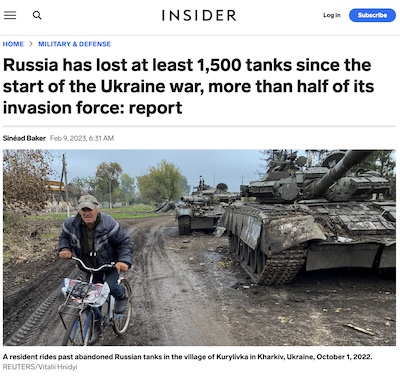 INSIDER
Log in
Subscribe
HOME > MILITARY & DEFENSE
Russia has lost at least 1,500 tanks since the
start of the Ukraine war, more than half of its
invasion force: report
Sinéad Baker Feb 9, 2023, 6:31 AM
A resident rides past abandoned Russian tanks in the village of Kurylivka in Kharkiv, Ukraine, October 1, 2022.
REUTERS/Vitalii Hnidyi